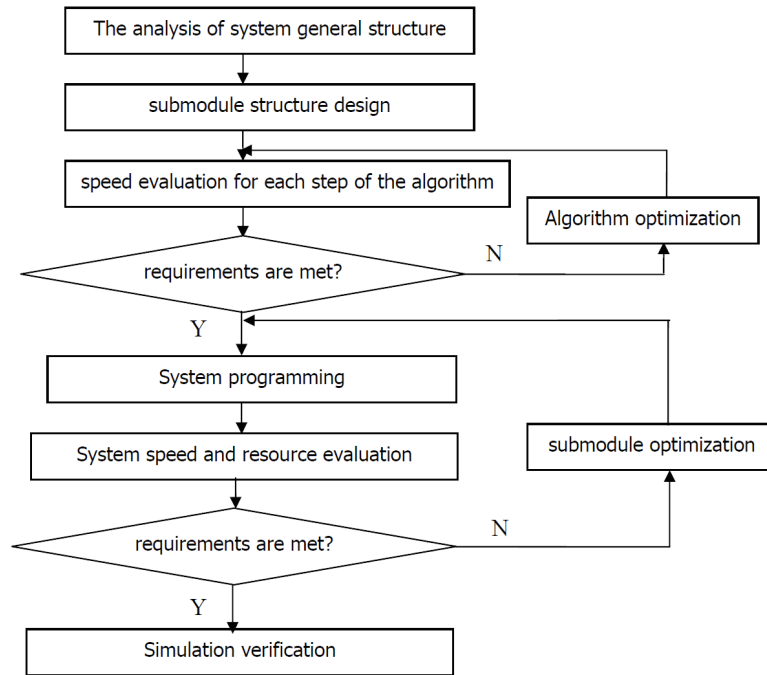 The analysis of system general structure
submodule structure design
speed evaluation for each step of the algorithm
Algorithm optimization
requirements are met?
N
Y
System programming
System speed and resource evaluation
submodule optimization
requirements are met?
N
Y
Simulation verification